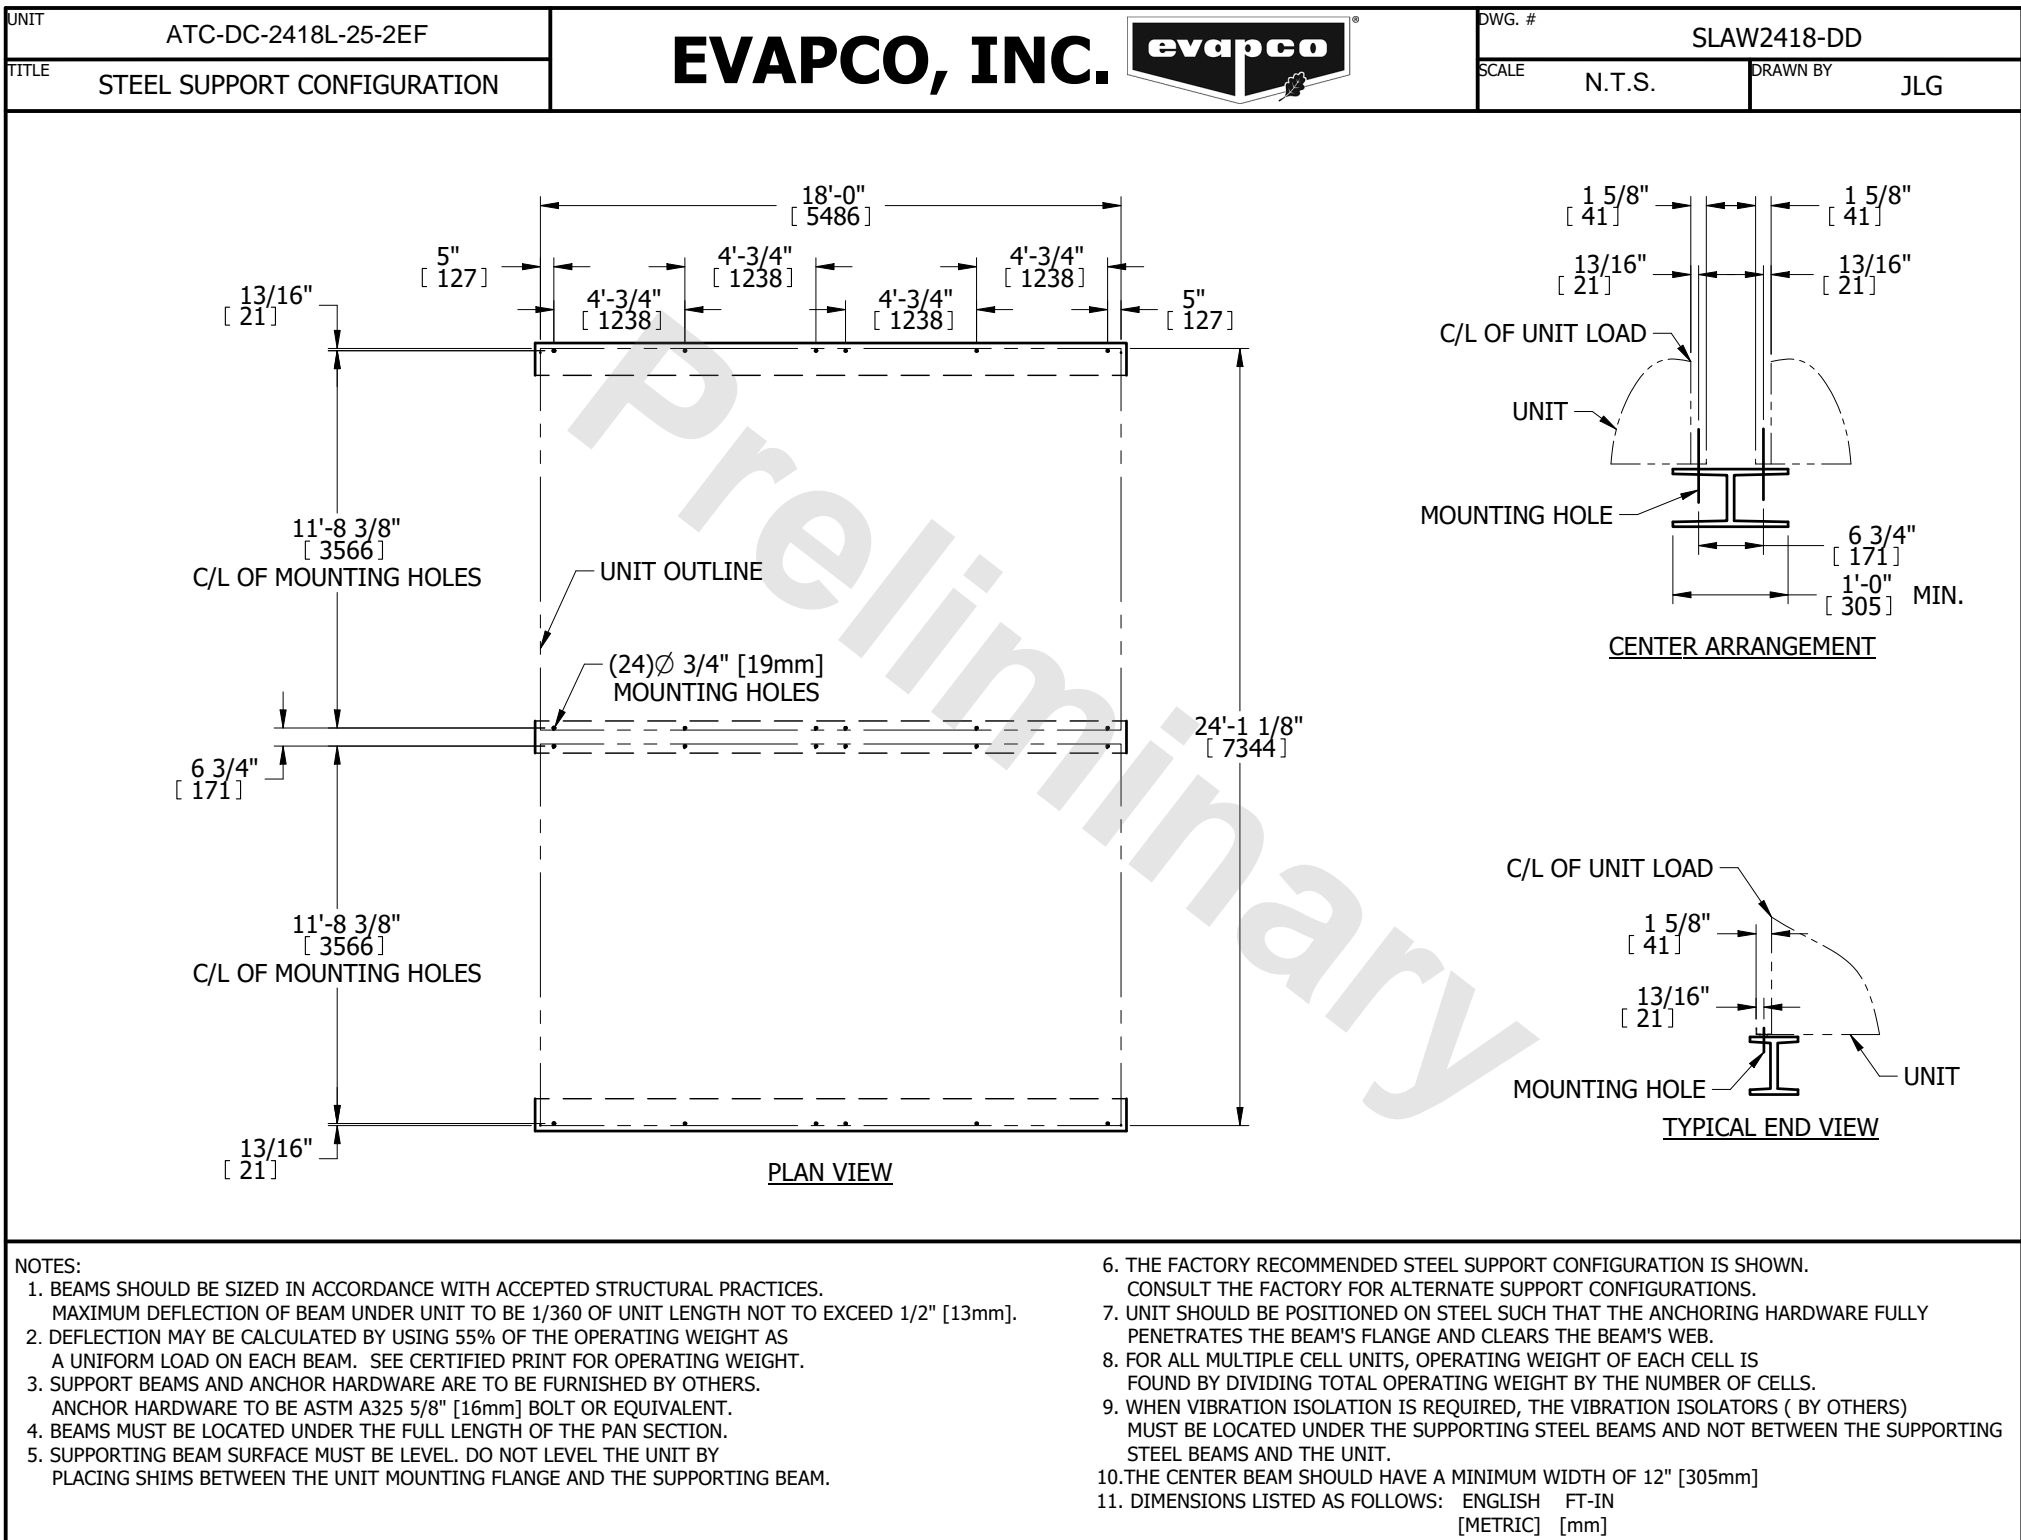 UNIT
ATC-DC-2418L-25-2EF
TITLE
STEEL SUPPORT CONFIGURATION
EVAPCO, INC.
evapco
®
DWG. #
SLAW2418-DD
SCALE
N.T.S.
DRAWN BY
JLG
18'-0"
[ 5486 ]
5"
[ 127 ]
4'-3/4"
[ 1238 ]
4'-3/4"
[ 1238 ]
13/16"
[ 21 ]
4'-3/4"
[ 1238 ]
4'-3/4"
[ 1238 ]
5"
[ 127 ]
11'-8 3/8"
[ 3566 ]
C/L OF MOUNTING HOLES
UNIT OUTLINE
(24)Ø 3/4" [19mm]
MOUNTING HOLES
6 3/4"
[ 171 ]
24'-1 1/8"
[ 7344 ]
11'-8 3/8"
[ 3566 ]
C/L OF MOUNTING HOLES
13/16"
[ 21 ]
PLAN VIEW
Preliminary
1 5/8"
[ 41 ]
1 5/8"
[ 41 ]
13/16"
[ 21 ]
13/16"
[ 21 ]
C/L OF UNIT LOAD
UNIT
MOUNTING HOLE
6 3/4"
[ 171 ]
1'-0"
[ 305 ]
MIN.
CENTER ARRANGEMENT
C/L OF UNIT LOAD
1 5/8"
[ 41 ]
13/16"
[ 21 ]
MOUNTING HOLE
UNIT
TYPICAL END VIEW
NOTES:
1. BEAMS SHOULD BE SIZED IN ACCORDANCE WITH ACCEPTED STRUCTURAL PRACTICES.
MAXIMUM DEFLECTION OF BEAM UNDER UNIT TO BE 1/360 OF UNIT LENGTH NOT TO EXCEED 1/2" [13mm].
2. DEFLECTION MAY BE CALCULATED BY USING 55% OF THE OPERATING WEIGHT AS
A UNIFORM LOAD ON EACH BEAM. SEE CERTIFIED PRINT FOR OPERATING WEIGHT.
3. SUPPORT BEAMS AND ANCHOR HARDWARE ARE TO BE FURNISHED BY OTHERS.
ANCHOR HARDWARE TO BE ASTM A325 5/8" [16mm] BOLT OR EQUIVALENT.
4. BEAMS MUST BE LOCATED UNDER THE FULL LENGTH OF THE PAN SECTION.
5. SUPPORTING BEAM SURFACE MUST BE LEVEL. DO NOT LEVEL THE UNIT BY
PLACING SHIMS BETWEEN THE UNIT MOUNTING FLANGE AND THE SUPPORTING BEAM.
6. THE FACTORY RECOMMENDED STEEL SUPPORT CONFIGURATION IS SHOWN.
CONSULT THE FACTORY FOR ALTERNATE SUPPORT CONFIGURATIONS.
7. UNIT SHOULD BE POSITIONED ON STEEL SUCH THAT THE ANCHORING HARDWARE FULLY
PENETRATES THE BEAM'S FLANGE AND CLEARS THE BEAM'S WEB.
8. FOR ALL MULTIPLE CELL UNITS, OPERATING WEIGHT OF EACH CELL IS
FOUND BY DIVIDING TOTAL OPERATING WEIGHT BY THE NUMBER OF CELLS.
9. WHEN VIBRATION ISOLATION IS REQUIRED, THE VIBRATION ISOLATORS ( BY OTHERS)
MUST BE LOCATED UNDER THE SUPPORTING STEEL BEAMS AND NOT BETWEEN THE SUPPORTING
STEEL BEAMS AND THE UNIT.
10.THE CENTER BEAM SHOULD HAVE A MINIMUM WIDTH OF 12" [305mm]
11. DIMENSIONS LISTED AS FOLLOWS: ENGLISH FT-IN
[METRIC] [mm]